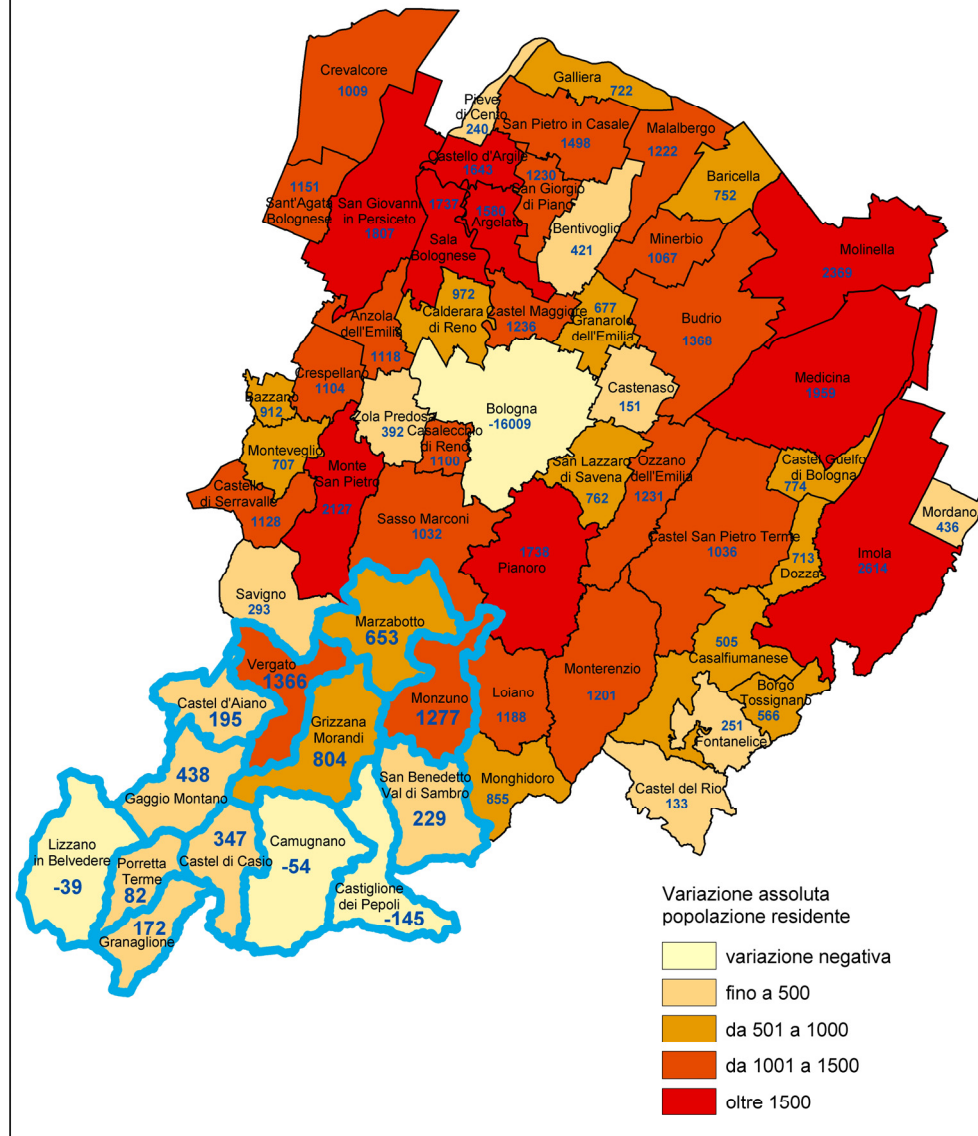 Crevalcore
1009
Galliera
722
Pieve
di Cento
240
San Pietro in Casale
1498
Malalbergo
1222
Castello d'Argile
1643
1230
San Giorgio
di Piano
Baricella
752
1151
Sant'Agata
Bolognese
San Giovanni
in Persiceto
1807
1737
Sala
Bolognese
1580
Argelato
Bentivoglio
421
Minerbio
1067
Molinella
2369
972
Calderara
di Reno
Castel Maggiore
1236
677
Granarolo
dell'Emilia
Budrio
1368
Anzola
dell'Emilia
1118
Crespellano
1104
Medicina
1959
Bazzano
912
Zola Predosa
392
Bologna
-16009
Castenaso
151
Casalecchio
di Reno
1100
Monteveglio
707
Monte
San Pietro
2127
San Lazzaro
di Savena
762
Ozzano
dell'Emilia
1231
Castel Guelfo
di Bologna
774
Castello
di Serravalle
1128
Mordano
436
Sasso Marconi
1032
Castel San Pietro Terme
1036
713
Dozza
Imola
2614
1738
Pianoro
Savigno
293
Marzabotto
653
505
Casalfiumanese
Vergato
1366
Monterenzio
1201
Borgo
Tossignano
566
Castel d'Aiano
195
Monzuno
1277
Loiano
1188
Grizzana
Morandi
804
251
Fontanelice
438
Gaggio Montano
San Benedetto
Val di Sambro
229
Monghidoro
855
Castel del Rio
133
Lizzano
in Belvedere
-39
347
Castel di Casio
Camugnano
-54
Porretta
Terme
82
Castiglione
dei Pepoli
-145
172
Granaglione
Variazione assoluta
popolazione residente
variazione negativa
fino a 500
da 501 a 1000
da 1001 a 1500
oltre 1500